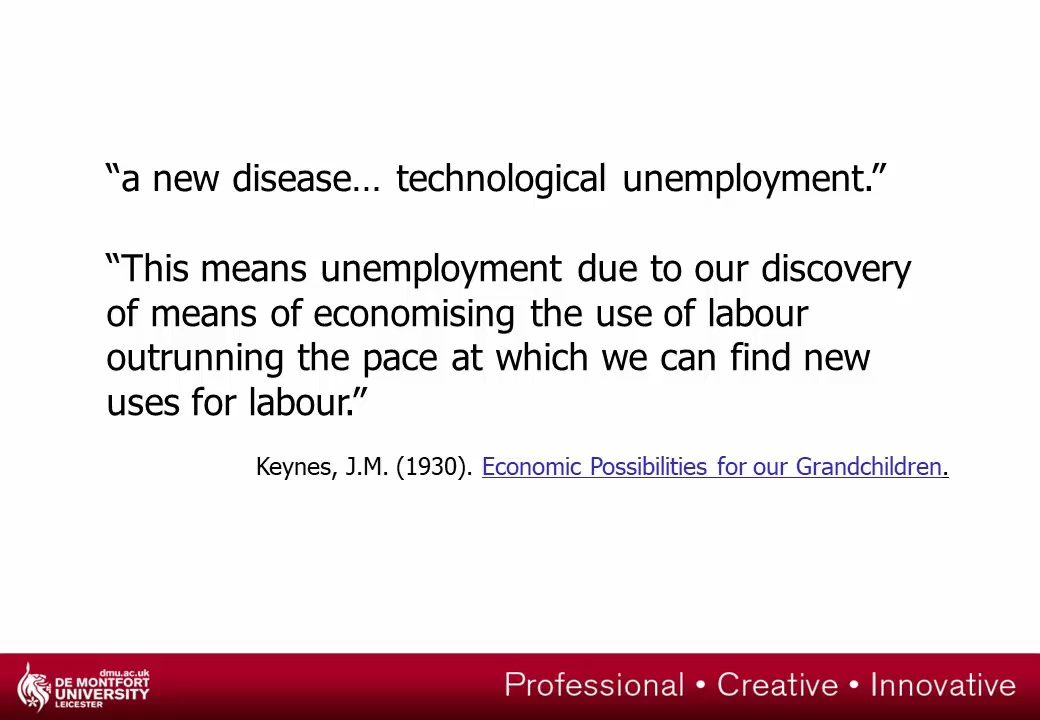 “a new disease… technological unemployment.”
“This means unemployment due to our discovery
of means of economising the use of labour
outrunning the pace at which we can find new
uses for labour.”
Keynes, J.M. (1930). Economic Possibilities for our Grandchildren.
dmu.ac.uk
DE MONTFORT
UNIVERSITY
LEICESTER
Professional • Creative • Innovative